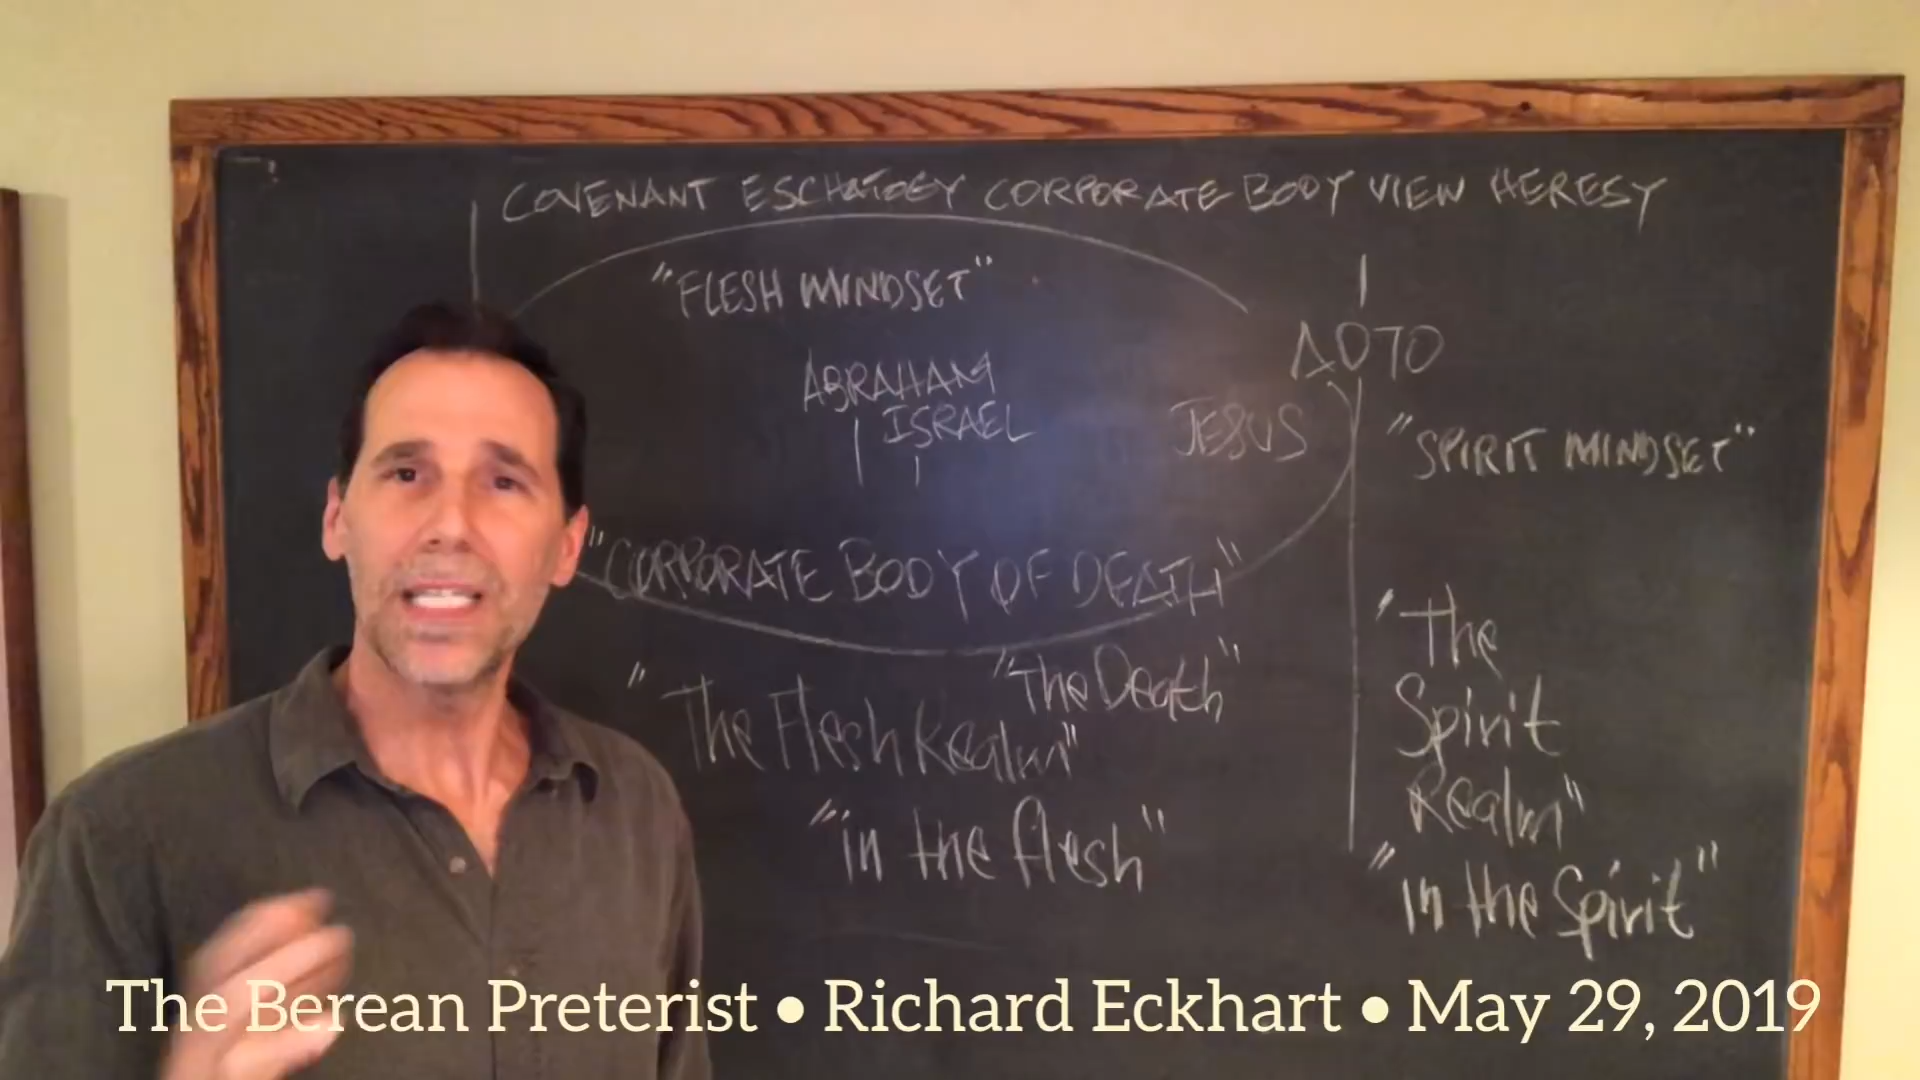 COVENANT ESCHATOGEY CORPORATE BODY VIEW HERESY
"FLESH MINDSET"
AD70
ABRAHAM
ISRAEL
JESUS
"SPIRIT MINDSET"
"CORPORATE BODY OF DEATH"
"The Death"
"The Flesh Realm"
"in the flesh"
"The
Spirit
Realm"
"in the Spirit"
The Berean Preterist • Richard Eckhart • May 29, 2019